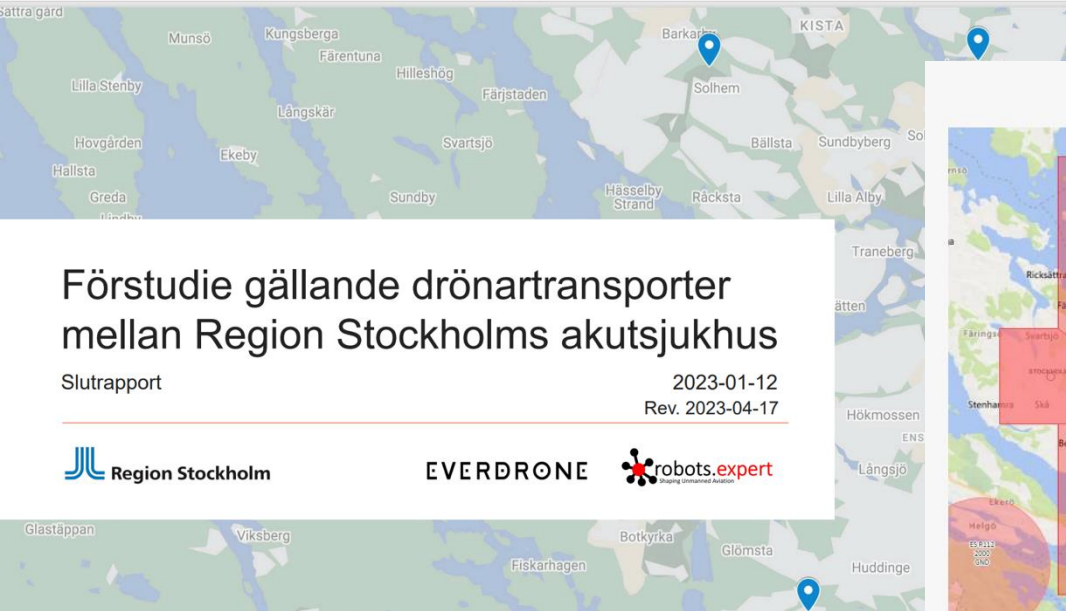 Sättra gård
Munsö
Kungsberga
Färentuna
Hilleshög
Barkarby
KISTA
Lilla Stenby
Långskär
Färjstaden
Solhem
Hovgården
Ekeby
Svartsjö
Bällsta
Sundbyberg
Hallsta
Greda
Sundby
Hässelby
Strand
Råcksta
Lilla Alby
Traneberg
Förstudie gällande drönartransporter
mellan Region Stockholms akutsjukhus
Slutrapport
2023-01-12
Rev. 2023-04-17
Region Stockholm
EVERDRONE
robots.expert
Shaping Unmanned Aviation
Hökmossen
Långsjö
Glastäppan
Viksberg
Fiskarhagen
Botkyrka
Glömsta
Huddinge
Svartsjö
Stenhamra
Skå
Ekerö
Helgö
2000
GND